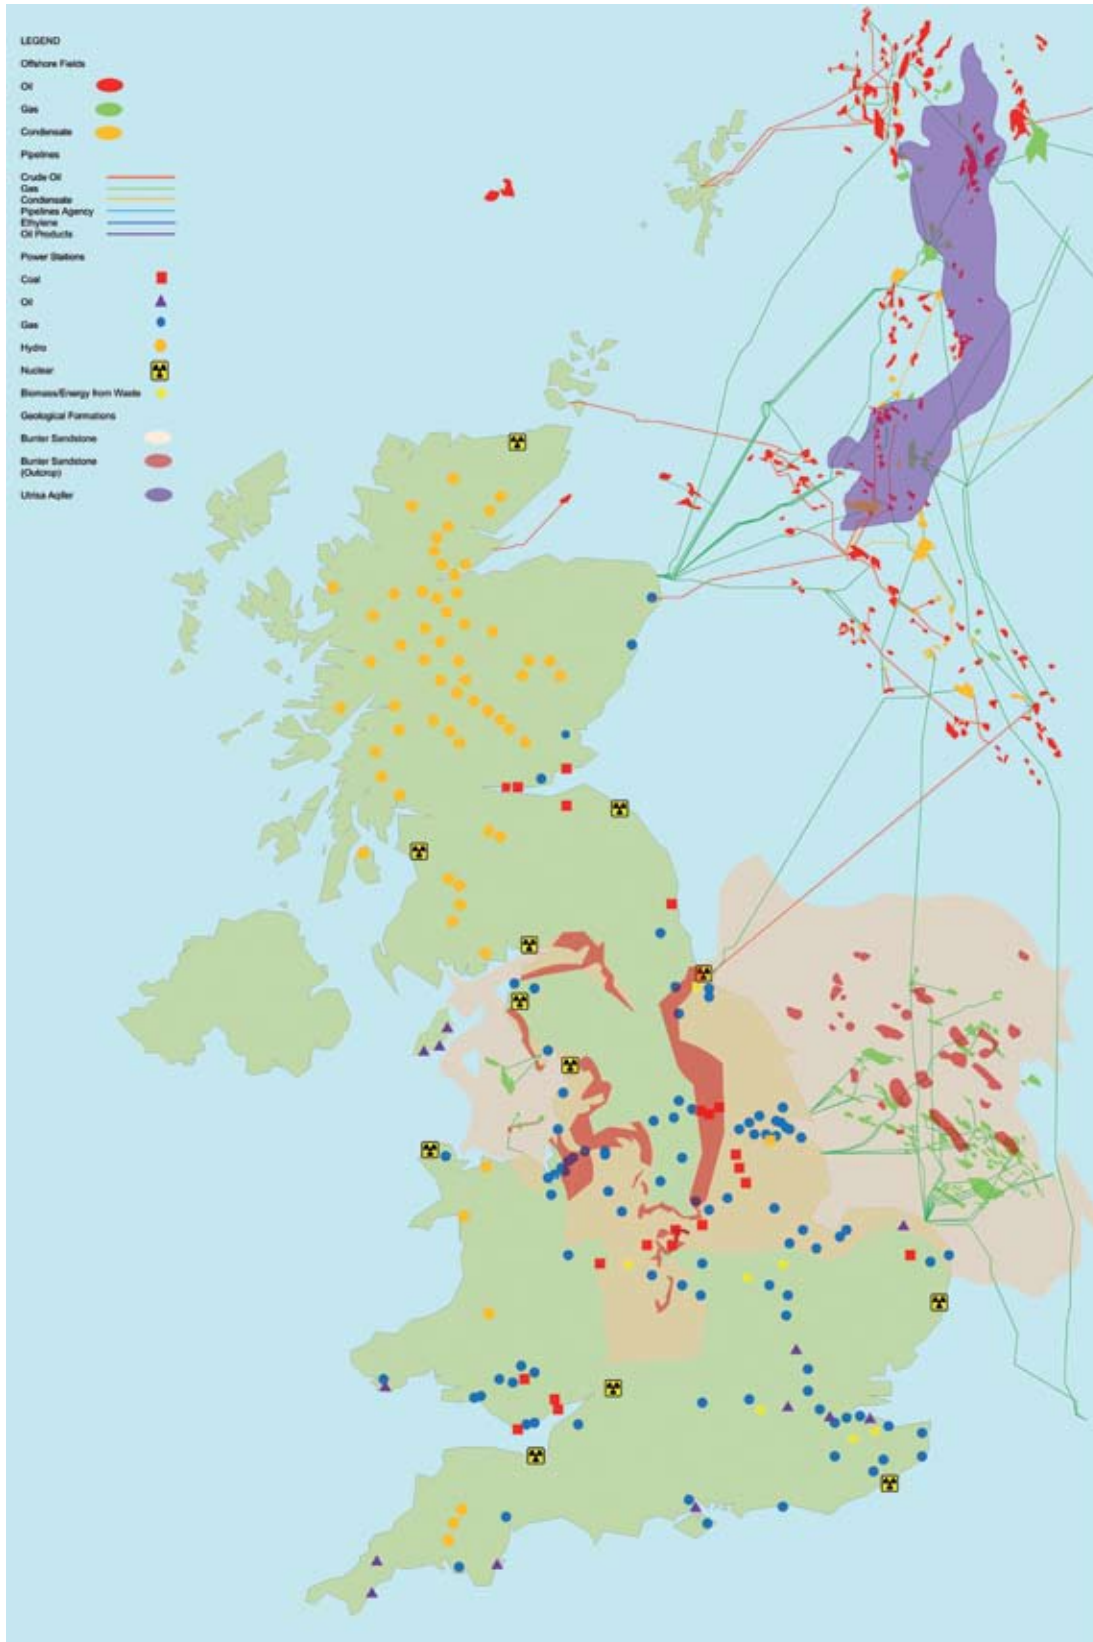 LEGEND
Offshore Fields
Oil
Gas
Condensate
Pipelines
Crude Oil
Gas
Condensate
Pipelines Agency
Ethylene
Oil Products
Power Stations
Coal
Oil
Gas
Hydro
Nuclear
Biomass/Energy from Waste
Geological Formations
Bunter Sandstone
Bunter Sandstone
(Outcrop)